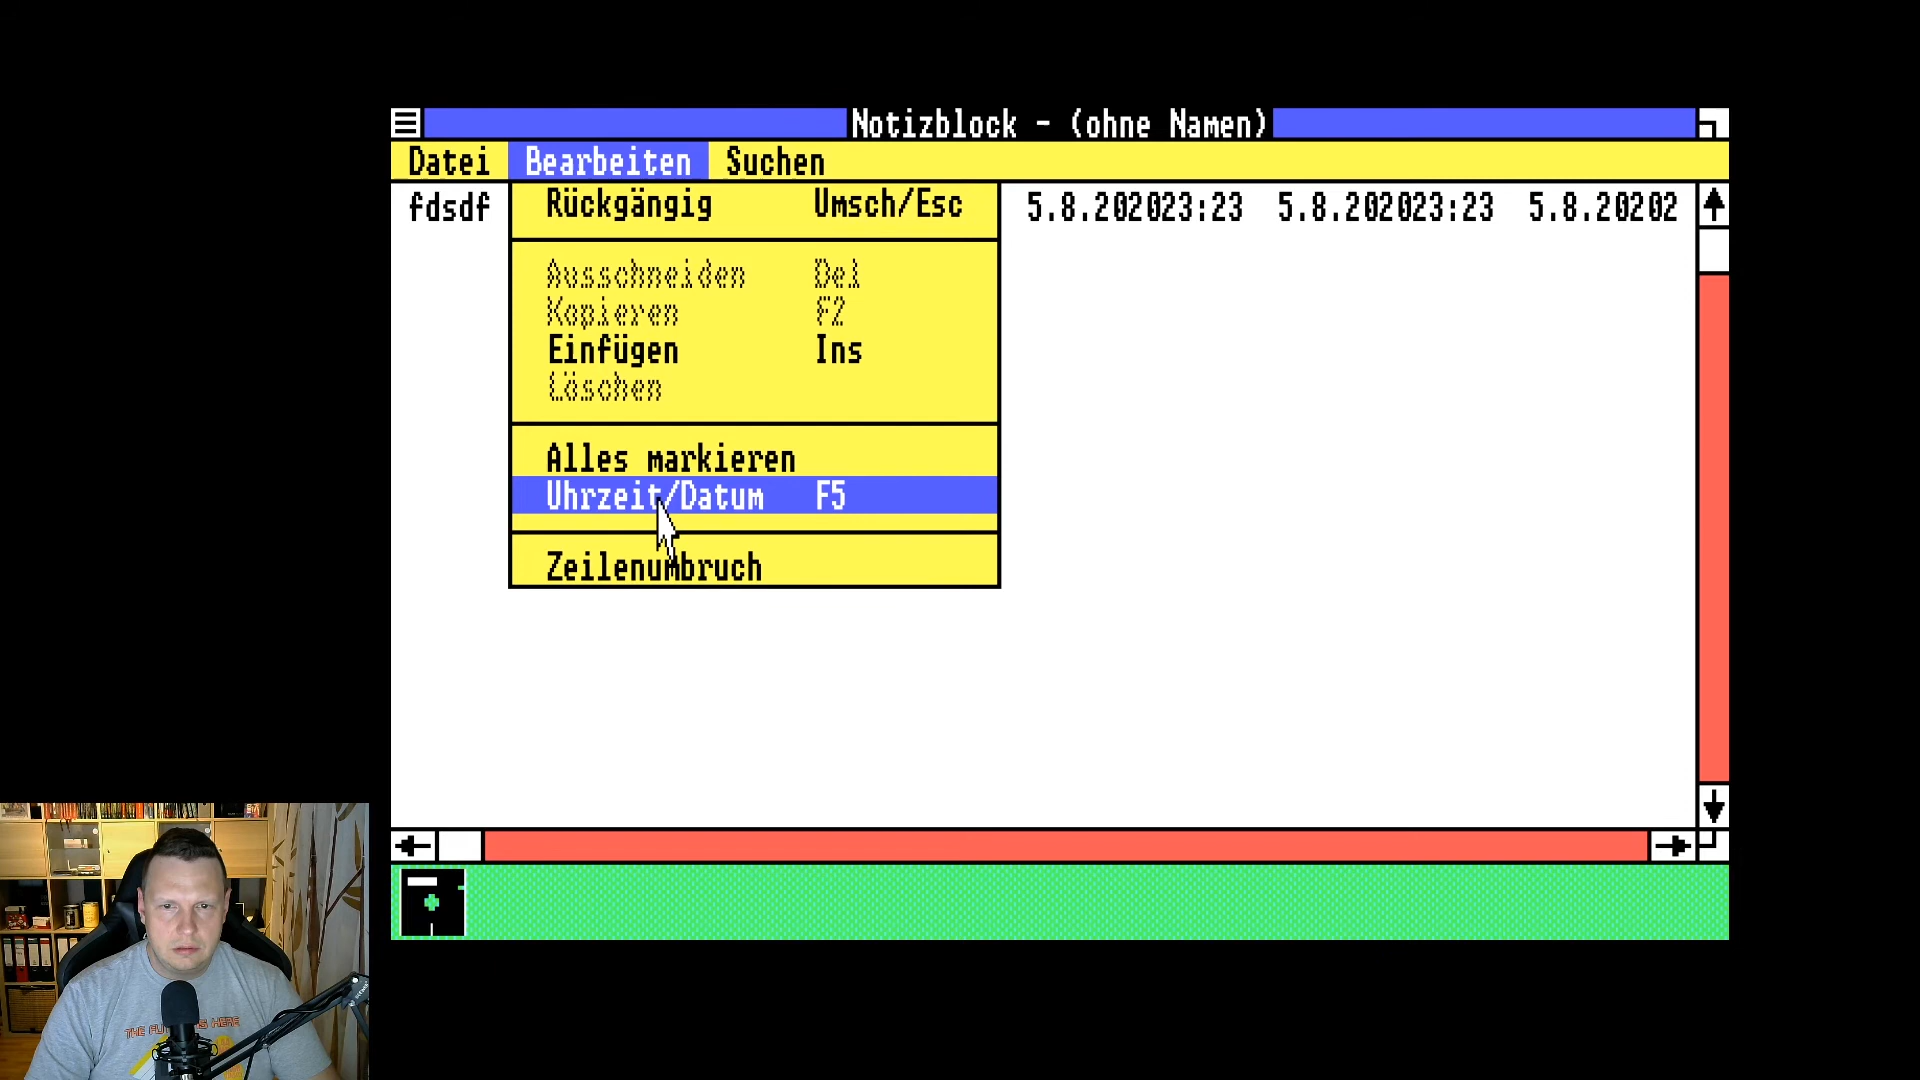 Notizblock - (ohne Namen)
Datei Bearbeiten Suchen
fdsdf 5.8.202023:23 5.8.202023:23 5.8.20202
Rückgängig Umsch/Esc
Ausschneiden Del
Kopieren F2
Einfügen Ins
Löschen
Alles markieren
Uhrzeit/Datum F5
Zeilenumbruch